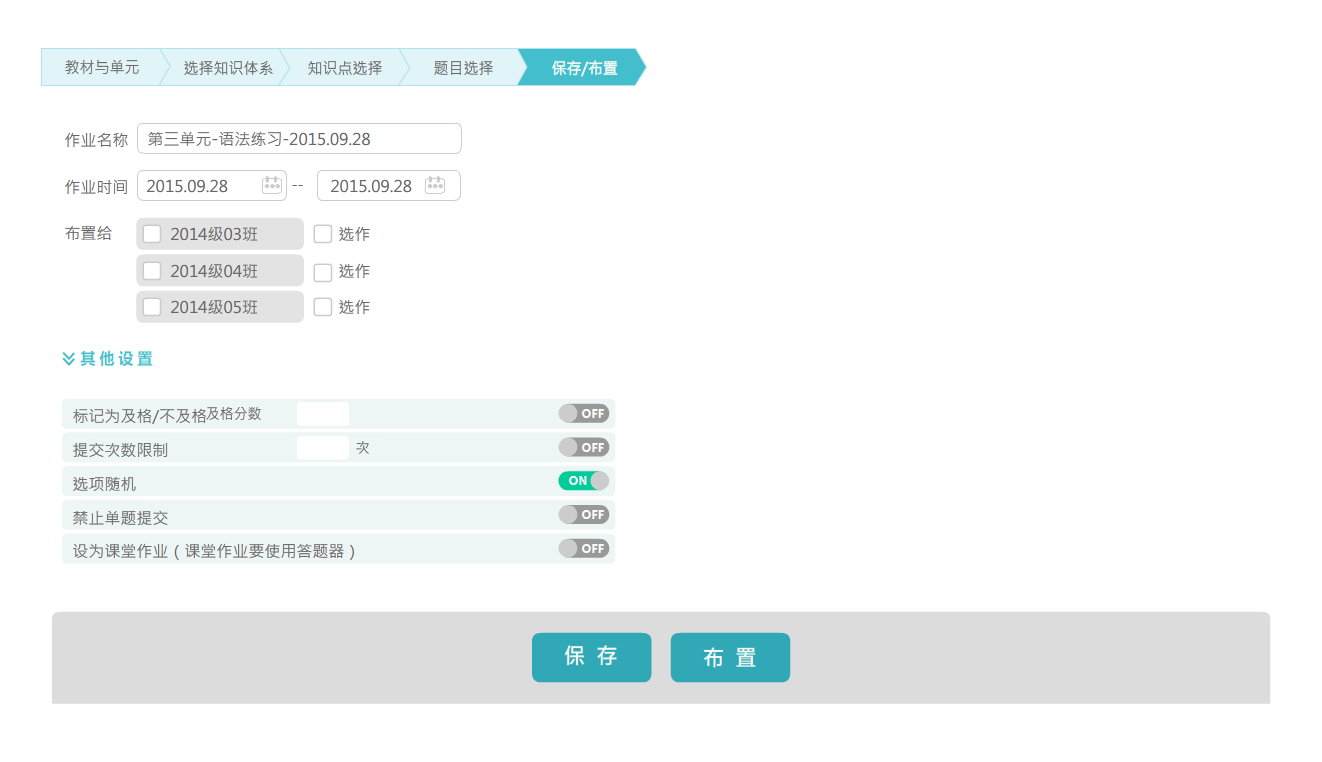 教材与单元 选择知识体系 知识点选择 题目选择 保存/布置
作业名称 第三单元-语法练习-2015.09.28
作业时间 2015.09.28 -- 2015.09.28
布置给 2014级03班 选作
2014级04班 选作
2014级05班 选作
其他设置
标记为及格/不及格及格分数 OFF
提交次数限制 次 OFF
选项随机 ON
禁止单题提交 OFF
设为课堂作业 ( 课堂作业要使用答题器 ) OFF
保 存 布 置